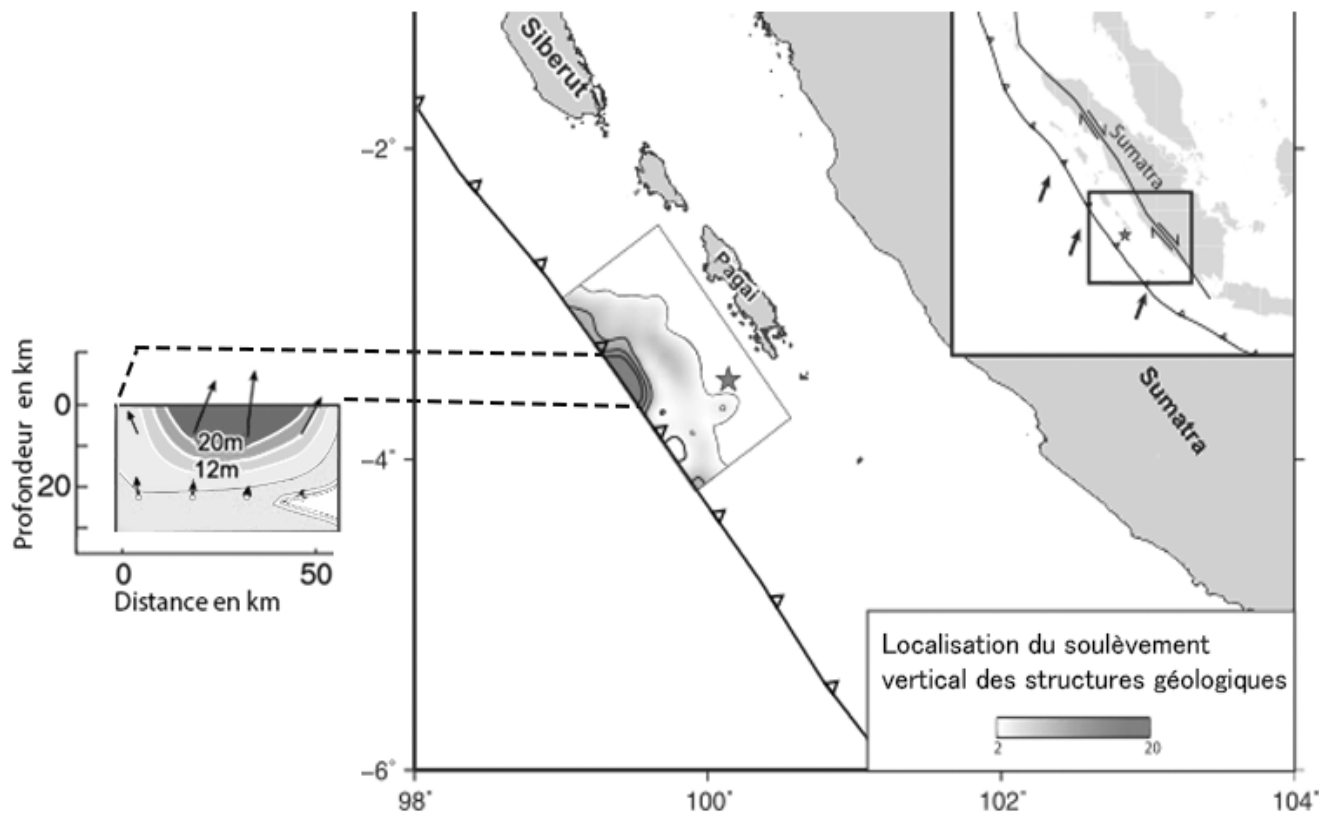 Siberut
Pagai
Sumatra
Sumatra
-2°
-4°
-6°
98°
100°
102°
104°
Profondeur en km
0
20
20m
12m
0
50
Distance en km
Localisation du soulèvement
vertical des structures géologiques
2
20